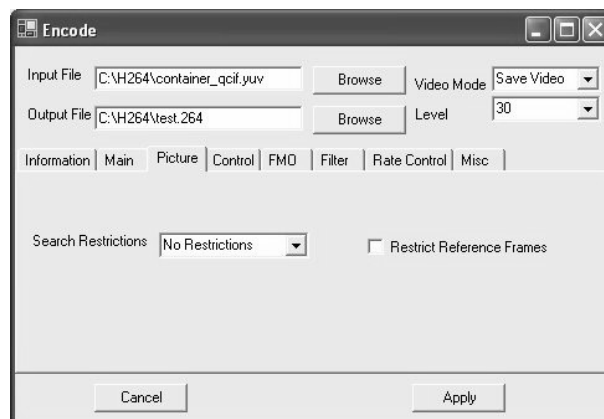 Encode
Input File C:\H264\container_qcif.yuv Browse Video Mode Save Video
Output File C:\H264\test.264 Browse Level 30
Information Main Picture Control FMO Filter Rate Control Misc
Search Restrictions No Restrictions Restrict Reference Frames
Cancel Apply